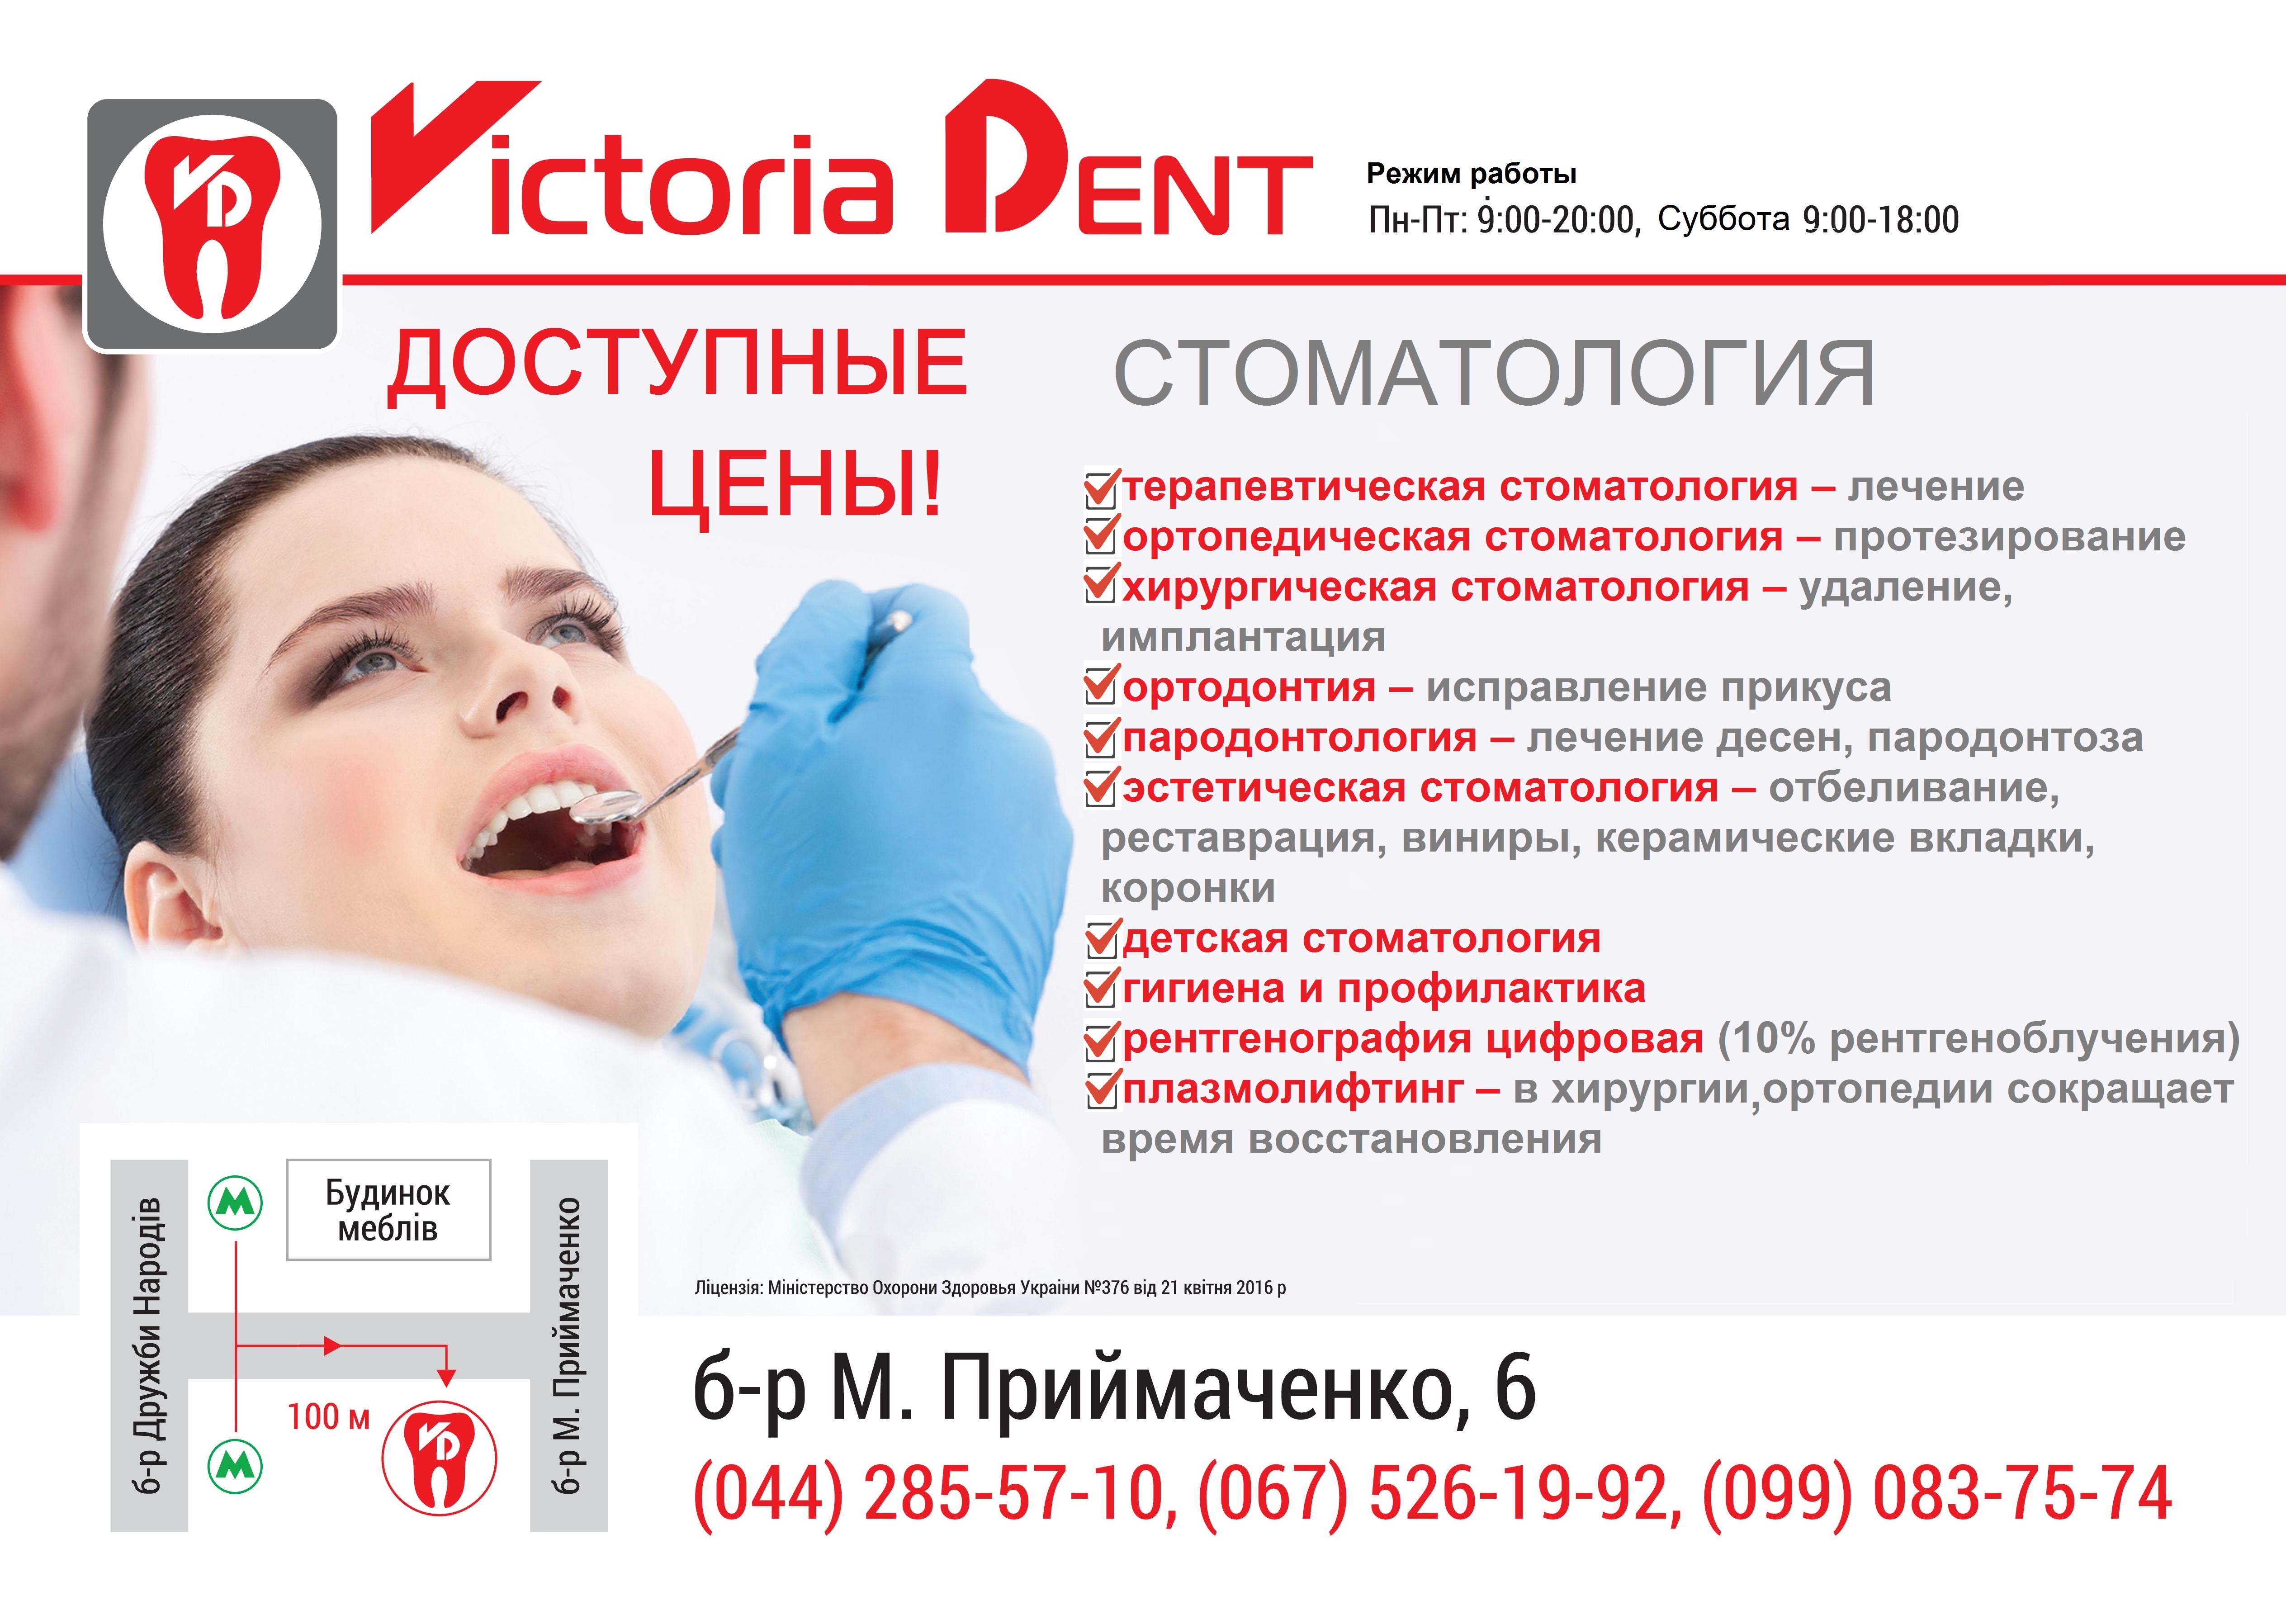 Victoria Dent
Режим работы
Пн-Пт: 9:00-20:00, Суббота 9:00-18:00
ДОСТУПНЫЕ
ЦЕНЫ!
СТОМАТОЛОГИЯ
терапевтическая стоматология – лечение
ортопедическая стоматология – протезирование
хирургическая стоматология – удаление,
имплантация
ортодонтия – исправление прикуса
пародонтология – лечение десен, пародонтоза
эстетическая стоматология – отбеливание,
реставрация, виниры, керамические вкладки,
коронки
детская стоматология
гигиена и профилактика
рентгенография цифровая (10% рентгеноблучения)
плазмолифтинг – в хирургии,ортопедии сокращает
время восстановления
б-р Дружби Народів
М
Будинок
меблів
б-р М. Приймаченко
100 м
М
VD
Ліцензія: Міністерство Охорони Здоровья України №376 від 21 квітня 2016 р
б-р М. Приймаченко, 6
(044) 285-57-10, (067) 526-19-92, (099) 083-75-74